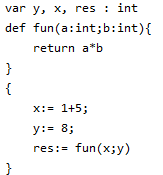 var y, x, res : int
def fun(a:int;b:int){
    return a*b
}
{
    x:= 1+5;
    y:= 8;
    res:= fun(x;y)
}